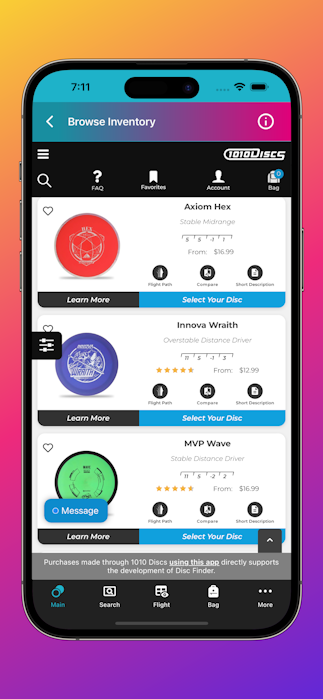 7:11
Browse Inventory
1010Discs
FAQ
Favorites
Account
Bag
0
Axiom Hex
Stable Midrange
5 5 -1 1
From: $16.99
Flight Path
Compare
Short Description
Learn More
Select Your Disc
Innova Wraith
Overstable Distance Driver
11 5 -1 3
From: $12.99
Flight Path
Compare
Short Description
Learn More
Select Your Disc
MVP Wave
Stable Distance Driver
11 5 -2 2
From: $16.99
Flight Path
Compare
Short Description
Message
Learn More
Select Your Disc
Purchases made through 1010 Discs using this app directly supports
the development of Disc Finder.
Main
Search
Flight
Bag
More